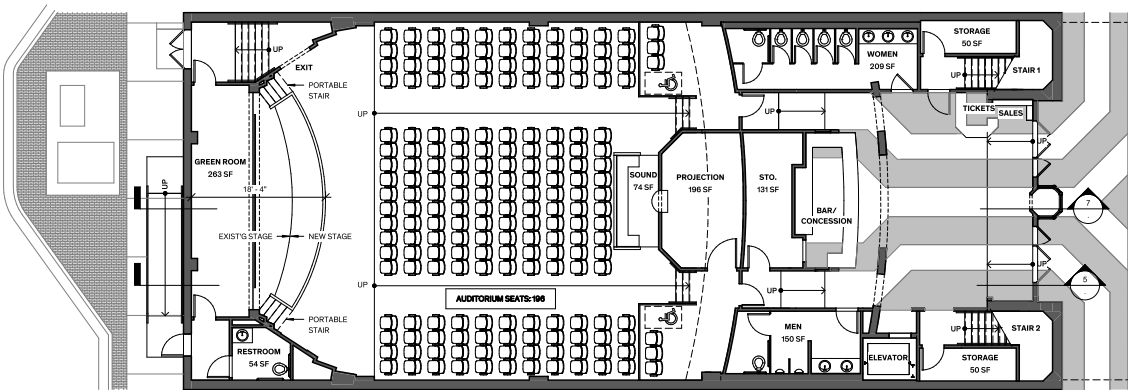 STORAGE
50 SF
STAIR 1
UP
WOMEN
209 SF
UP
EXIT
PORTABLE
STAIR
UP
UP
TICKETS
SALES
UP
GREEN ROOM
263 SF
18' - 4"
UP
SOUND
74 SF
PROJECTION
196 SF
STO.
131 SF
BAR/
CONCESSION
7
EXIST'G STAGE
NEW STAGE
UP
AUDITORIUM SEATS: 196
UP
UP
5
PORTABLE
STAIR
RESTROOM
54 SF
MEN
150 SF
ELEVATOR
UP
STAIR 2
STORAGE
50 SF